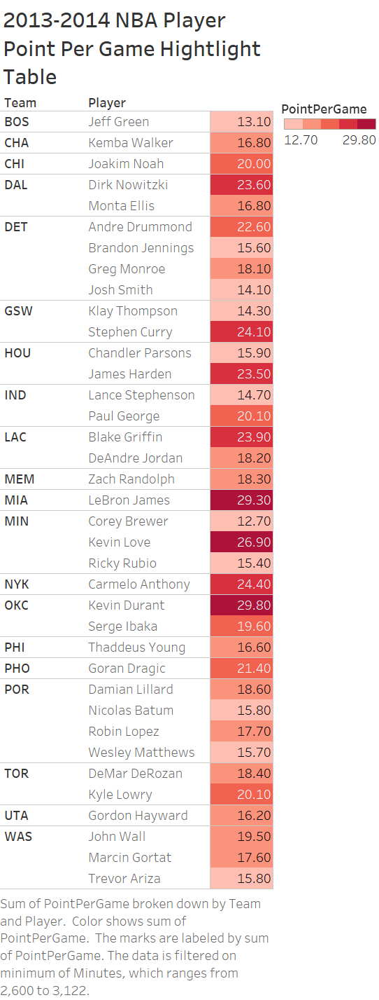 2013-2014 NBA Player
Point Per Game Hightlight
Table
Team Player
PointPerGame
12.70 29.80
BOS Jeff Green 13.10
CHA Kemba Walker 16.80
CHI Joakim Noah 20.00
DAL Dirk Nowitzki 23.60
Monta Ellis 16.80
DET Andre Drummond 22.60
Brandon Jennings 15.60
Greg Monroe 18.10
Josh Smith 14.10
GSW Klay Thompson 14.30
Stephen Curry 24.10
HOU Chandler Parsons 15.90
James Harden 23.50
IND Lance Stephenson 14.70
Paul George 20.10
LAC Blake Griffin 23.90
DeAndre Jordan 18.20
MEM Zach Randolph 18.30
MIA LeBron James 29.30
MIN Corey Brewer 12.70
Kevin Love 26.90
Ricky Rubio 15.40
NYK Carmelo Anthony 24.40
OKC Kevin Durant 29.80
Serge Ibaka 19.60
PHI Thaddeus Young 16.60
PHO Goran Dragic 21.40
POR Damian Lillard 18.60
Nicolas Batum 15.80
Robin Lopez 17.70
Wesley Matthews 15.70
TOR DeMar DeRozan 18.40
Kyle Lowry 20.10
UTA Gordon Hayward 16.20
WAS John Wall 19.50
Marcin Gortat 17.60
Trevor Ariza 15.80
Sum of PointPerGame broken down by Team
and Player. Color shows sum of
PointPerGame. The marks are labeled by sum
of PointPerGame. The data is filtered on
minimum of Minutes, which ranges from
2,600 to 3,122.